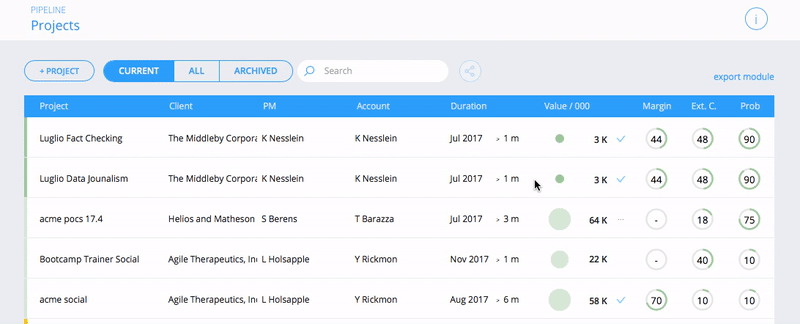 PIPELINE
Projects
i
+ PROJECT CURRENT ALL ARCHIVED Search
export module
Project Client PM Account Duration Value / 000 Margin Ext. C. Prob
Luglio Fact Checking The Middleby Corpora K Nesslein K Nesslein Jul 2017 > 1 m 3 K 44 48 90
Luglio Data Jounalism The Middleby Corpora K Nesslein K Nesslein Jul 2017 > 1 m 3 K 44 48 90
acme pocs 17.4 Helios and Matheson S Berens T Barazza Jul 2017 > 3 m 64 K ... - 18 75
Bootcamp Trainer Social Agile Therapeutics, Inc L Holsapple Y Rickmon Nov 2017 > 1 m 22 K - 40 10
acme social Agile Therapeutics, Inc L Holsapple Y Rickmon Aug 2017 > 6 m 58 K 70 10 10